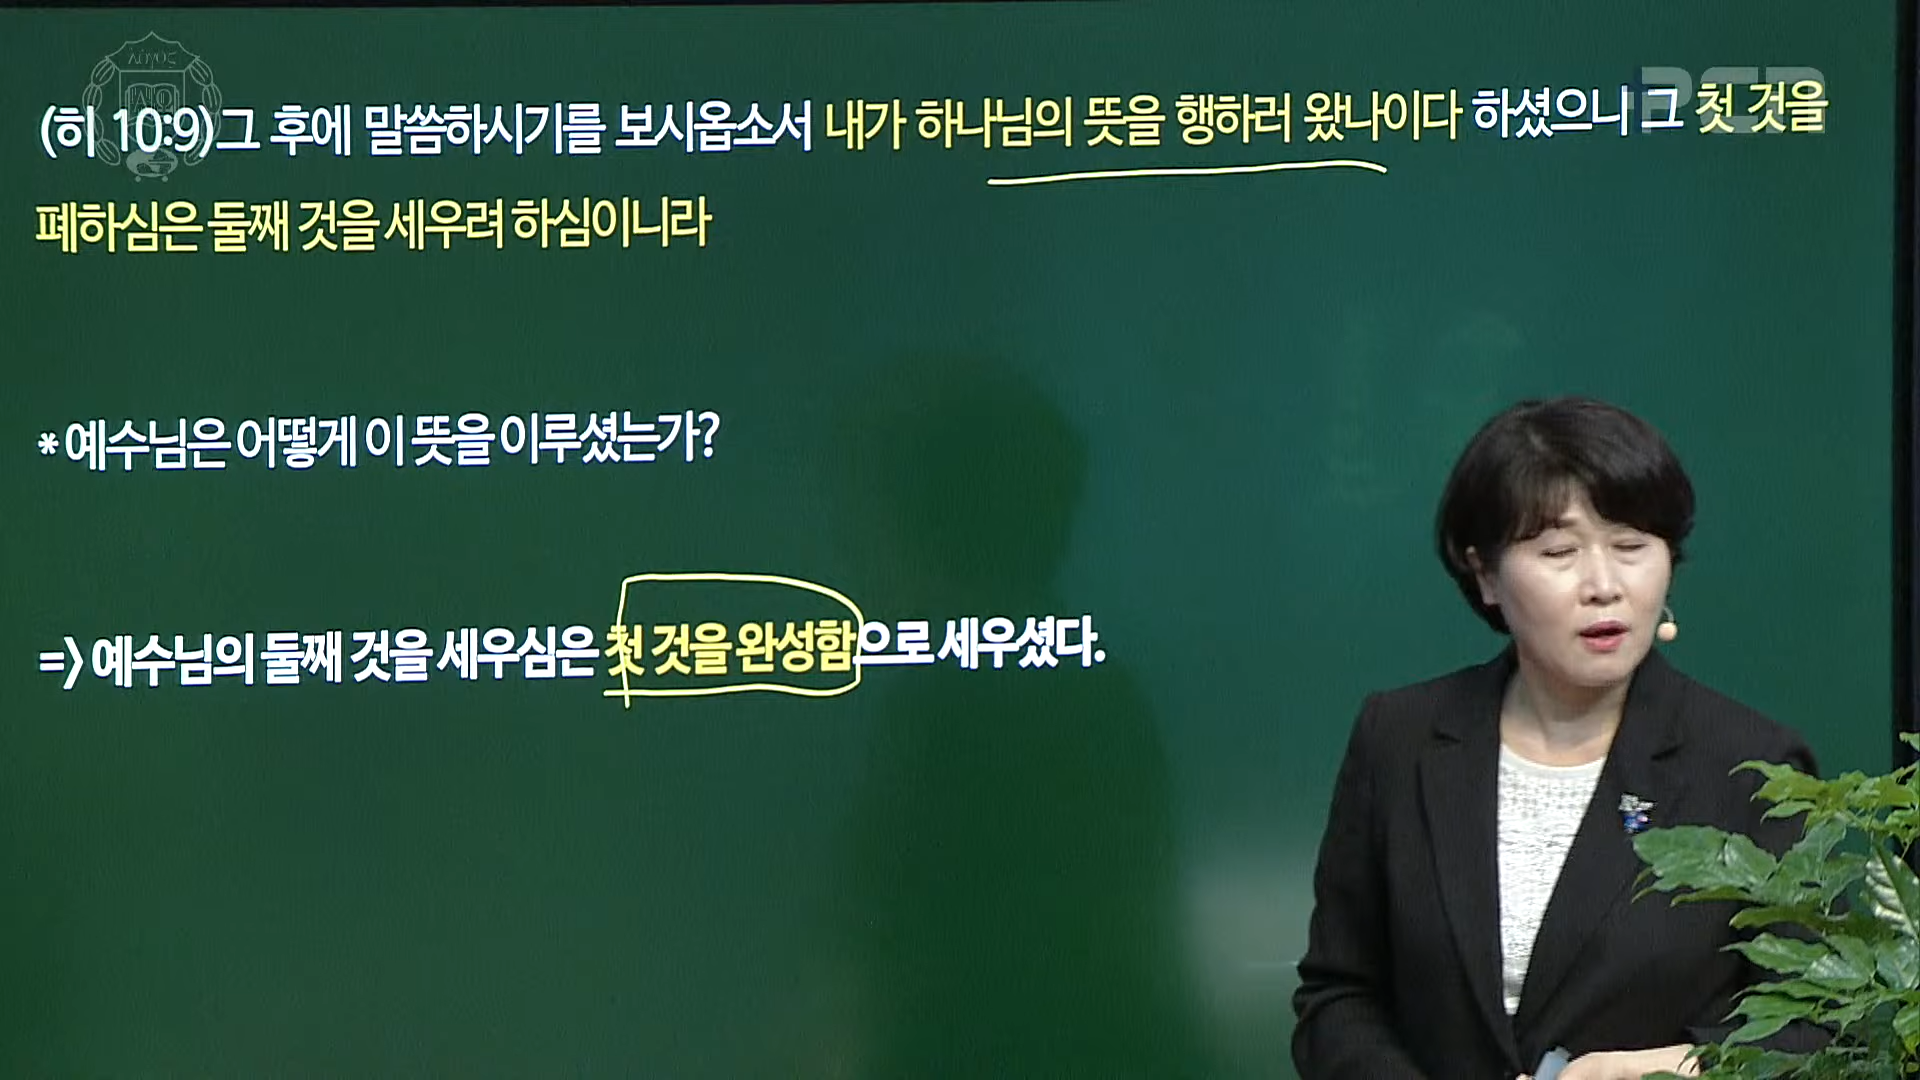 (히 10:9)그 후에 말씀하시기를 보시옵소서 내가 하나님의 뜻을 행하러 왔나이다 하셨으니 그 첫 것을
폐하심은 둘째 것을 세우려 하심이니라
*예수님은 어떻게 이 뜻을 이루셨는가?
=> 예수님의 둘째 것을 세우심은 첫 것을 완성함으로 세우셨다.
λόγος
ΑΩ